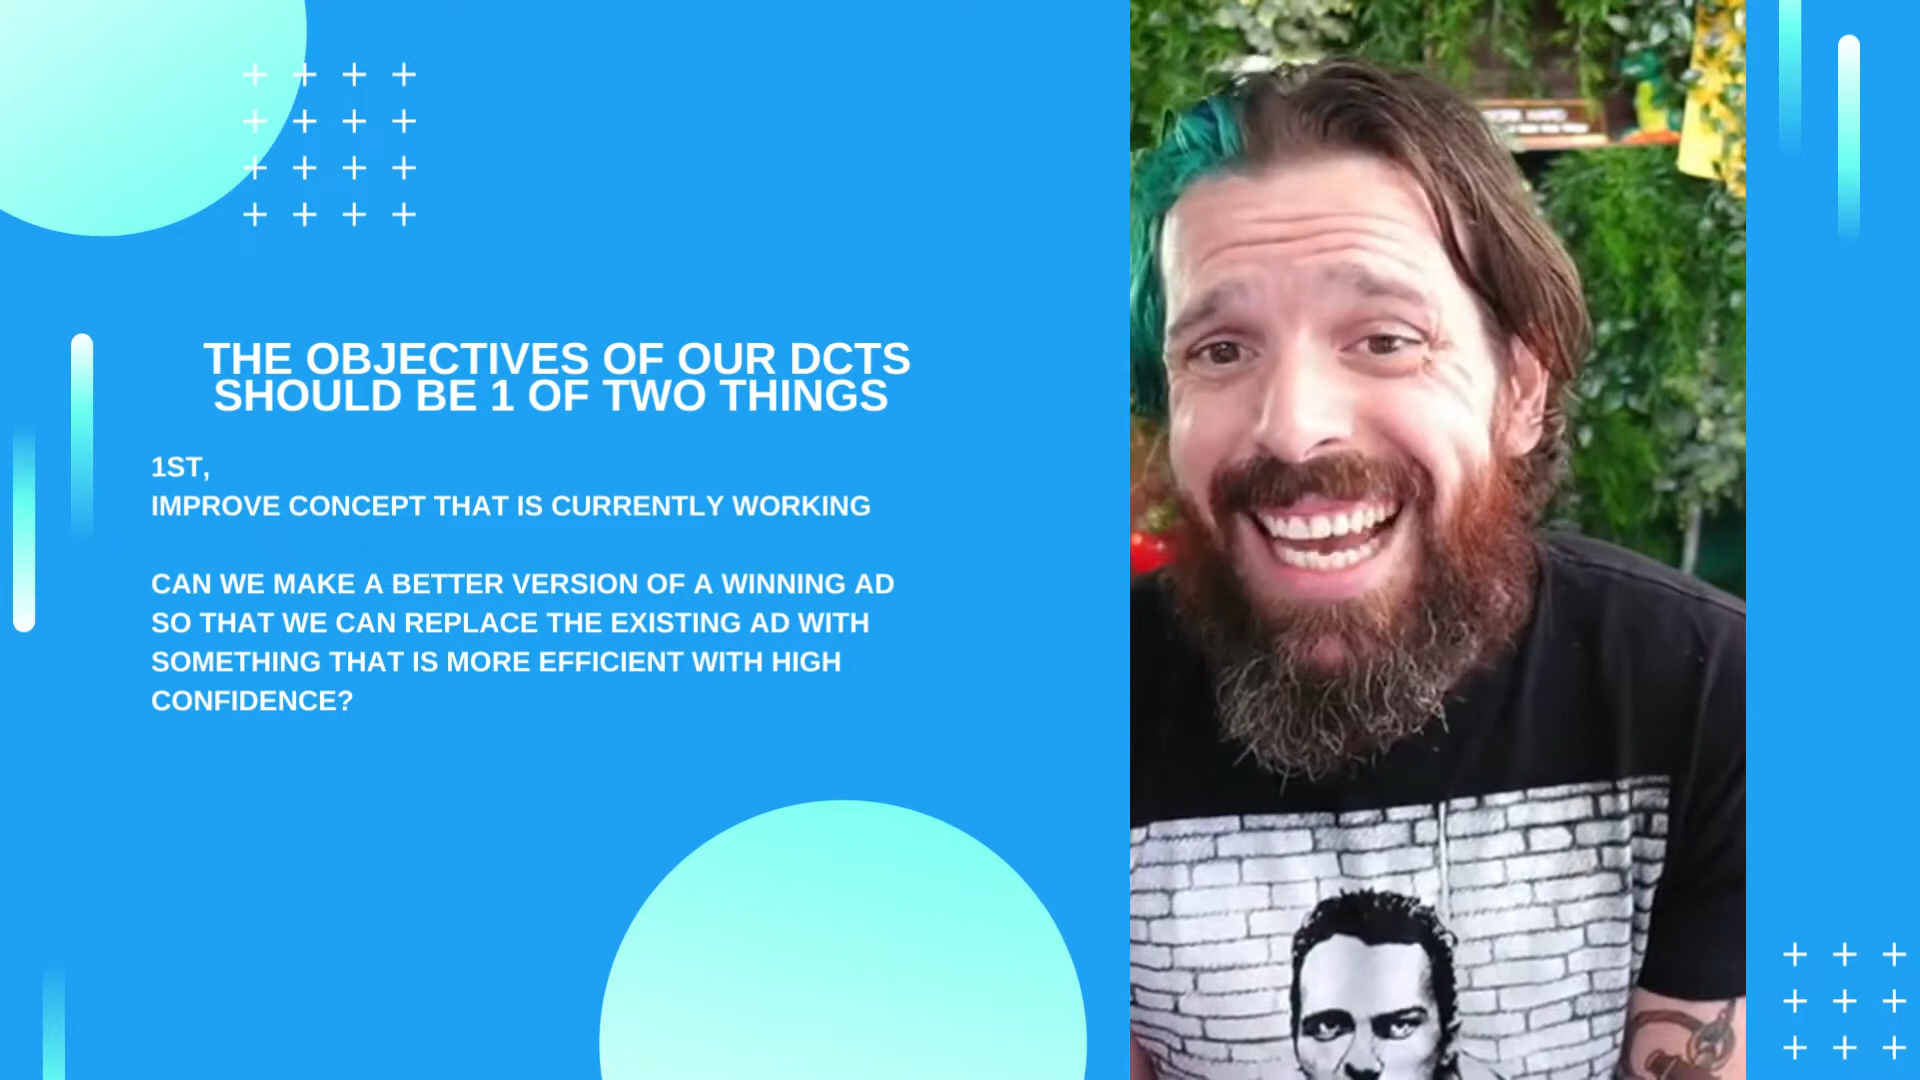 THE OBJECTIVES OF OUR DCTS
SHOULD BE 1 OF TWO THINGS
1ST,
IMPROVE CONCEPT THAT IS CURRENTLY WORKING
CAN WE MAKE A BETTER VERSION OF A WINNING AD
SO THAT WE CAN REPLACE THE EXISTING AD WITH
SOMETHING THAT IS MORE EFFICIENT WITH HIGH
CONFIDENCE?